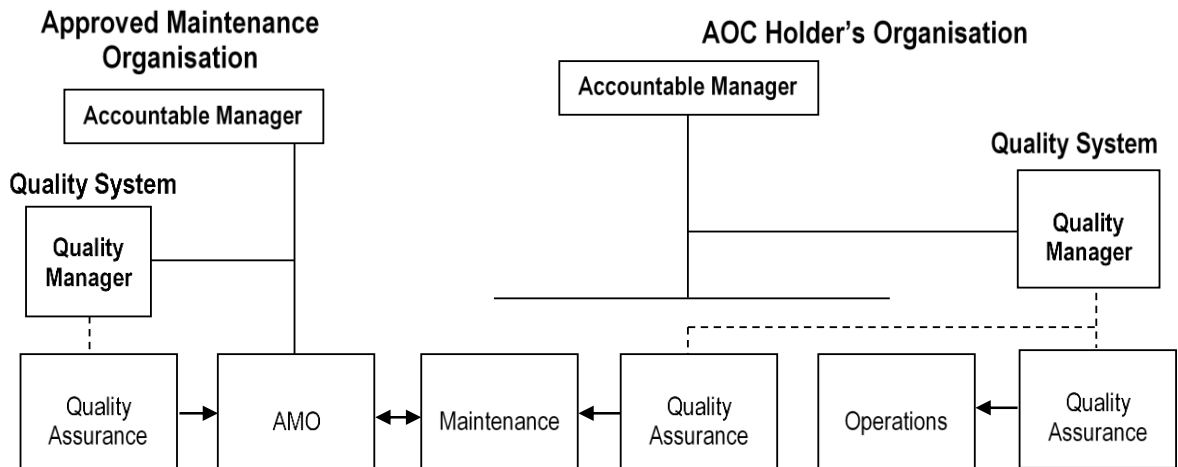 Approved Maintenance
Organisation
AOC Holder's Organisation
Accountable Manager
Accountable Manager
Quality System
Quality System
Quality
Manager
Quality
Manager
Quality
Assurance
AMO
Maintenance
Quality
Assurance
Operations
Quality
Assurance